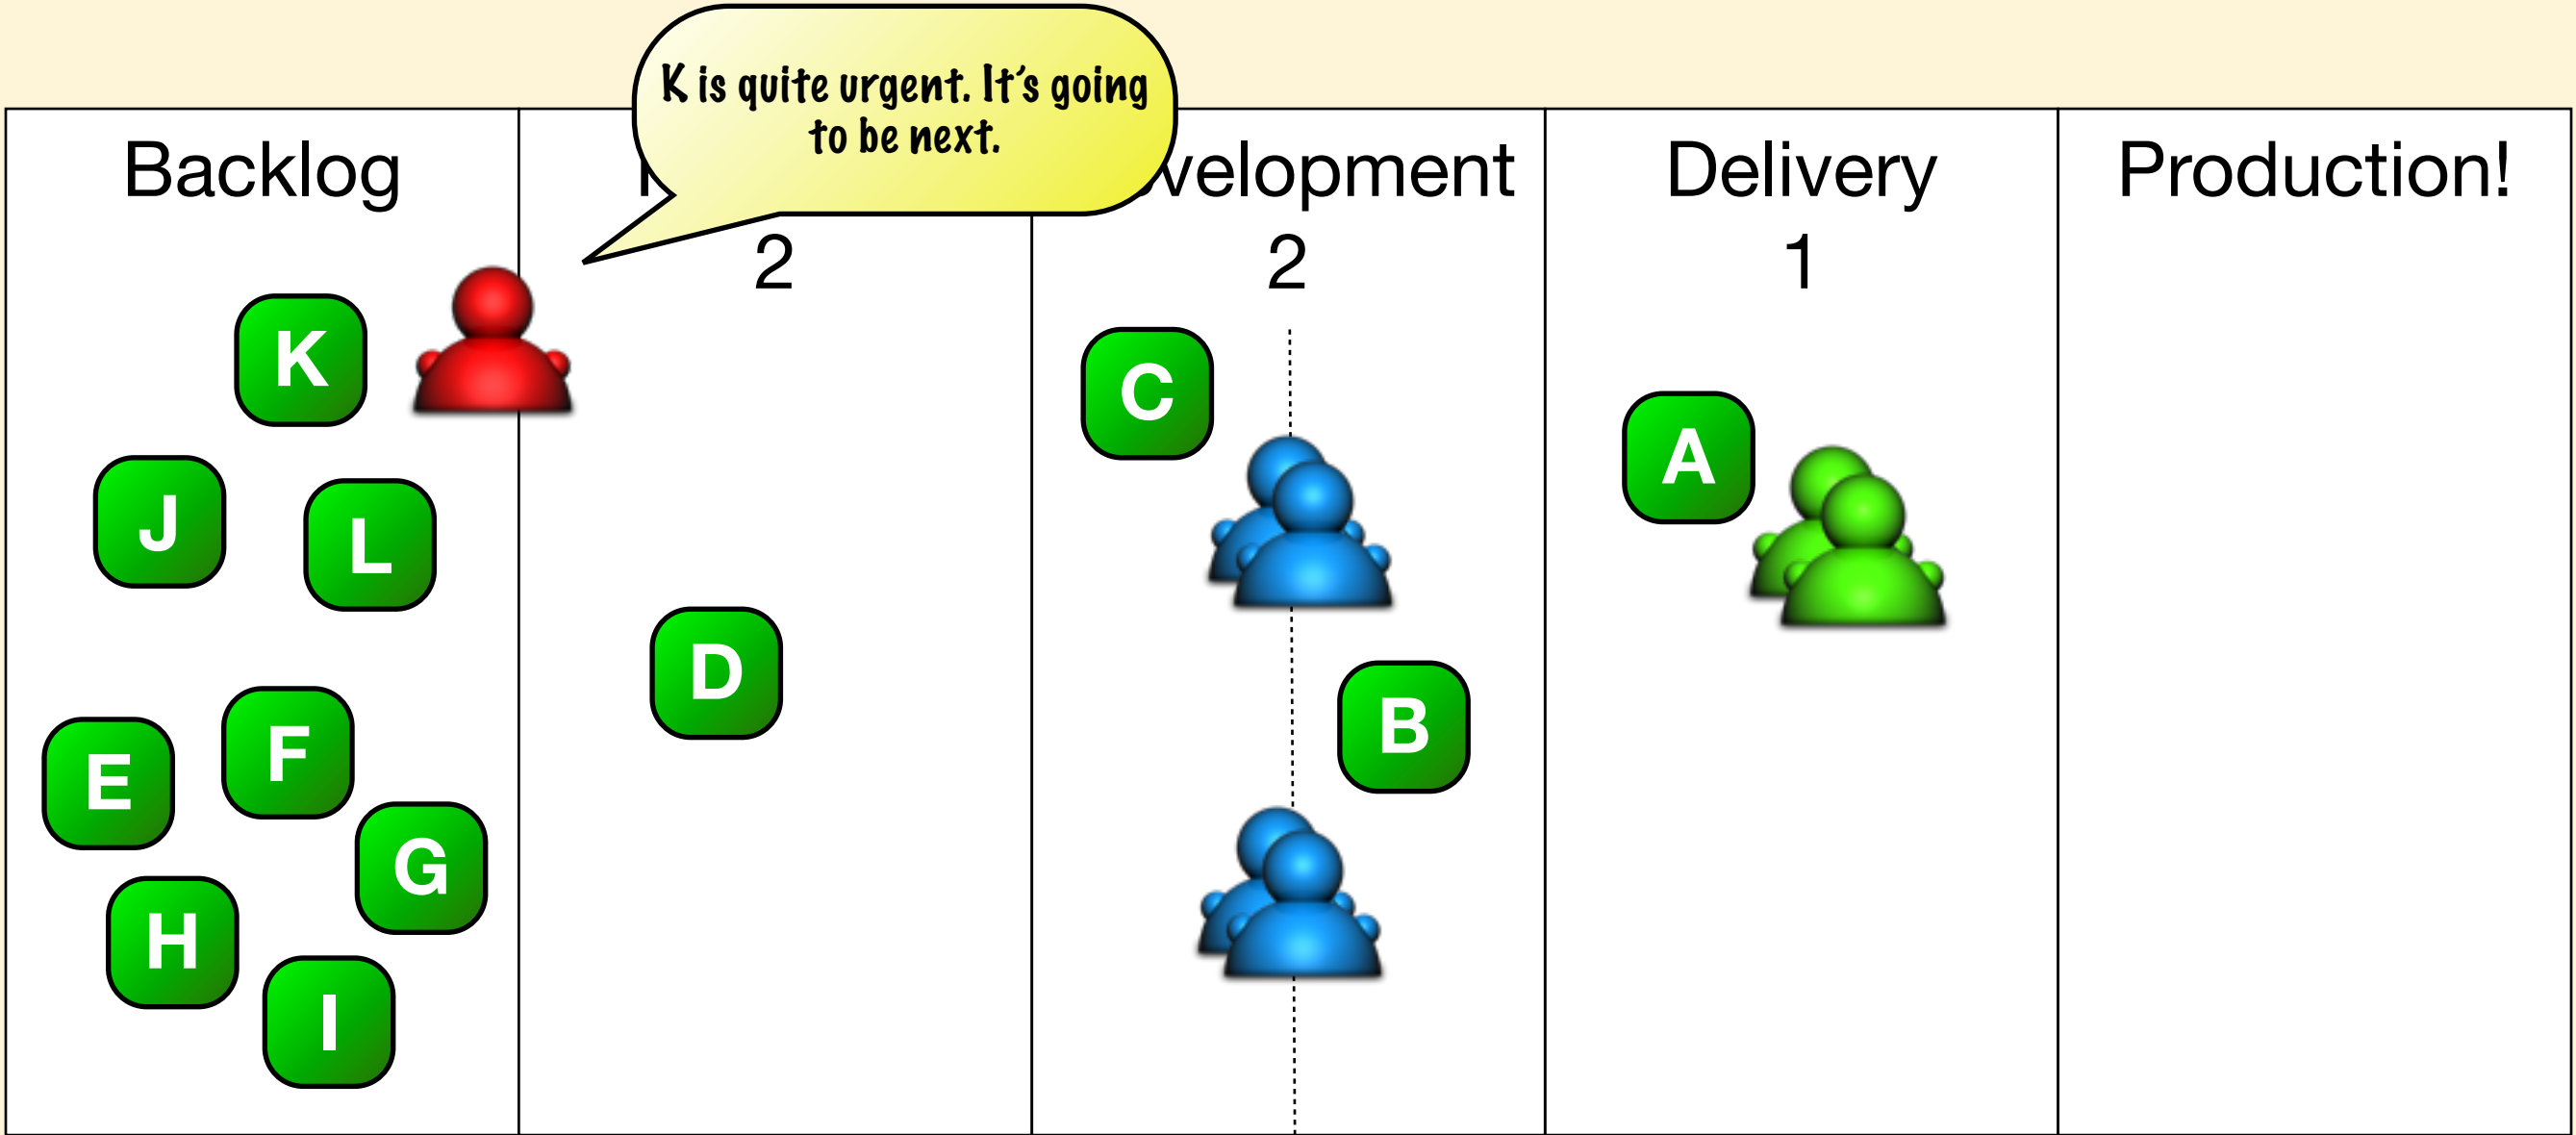 K is quite urgent. It's going
to be next.
Backlog
velopment
Delivery
Production!
2
2
1
K
C
A
J
L
D
B
F
E
G
H
I